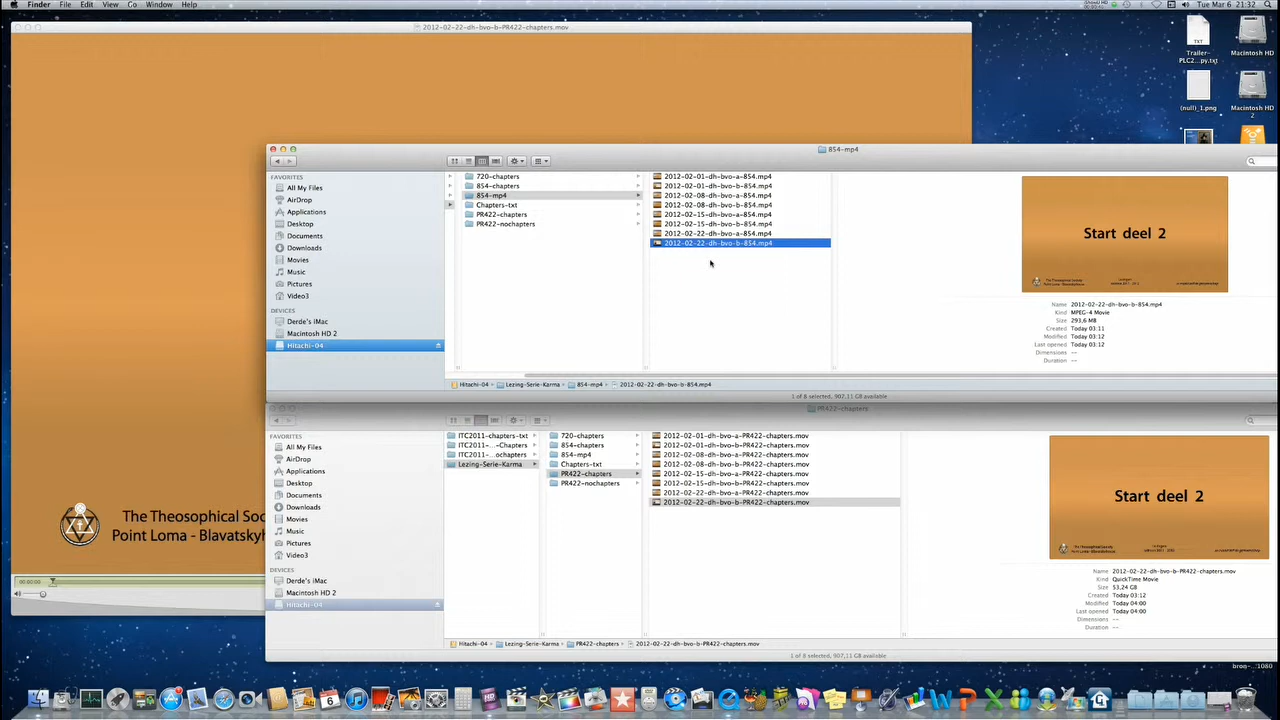 Finder File Edit View Go Window Help
Tue Mar 6 21:32
2012-02-22-dh-bvo-b-PR422-chapters.mov
Trailer-
PLC2...py.txt
Macintosh HD
(null)_1.png
Macintosh HD
2
854-mp4
FAVORITES
All My Files
AirDrop
Applications
Desktop
Documents
Downloads
Movies
Music
Pictures
Video3
DEVICES
Derde's iMac
Macintosh HD 2
Hitachi-04
720-chapters
854-chapters
854-mp4
Chapters-txt
PR422-chapters
PR422-nochapters
2012-02-01-dh-bvo-a-854.mp4
2012-02-01-dh-bvo-b-854.mp4
2012-02-08-dh-bvo-a-854.mp4
2012-02-08-dh-bvo-b-854.mp4
2012-02-15-dh-bvo-a-854.mp4
2012-02-15-dh-bvo-b-854.mp4
2012-02-22-dh-bvo-a-854.mp4
2012-02-22-dh-bvo-b-854.mp4
Start deel 2
Name 2012-02-22-dh-bvo-b-854.mp4
Kind MPEG-4 Movie
Size 293,6 MB
Created Today 03:11
Modified Today 03:12
Last opened Today 03:12
Dimensions --
Duration --
Hitachi-04 Lezing-Serie-Karma 854-mp4 2012-02-22-dh-bvo-b-854.mp4
1 of 8 selected, 907,11 GB available
PR422-chapters
FAVORITES
All My Files
AirDrop
Applications
Desktop
Documents
Downloads
Movies
Music
Pictures
Video3
DEVICES
Derde's iMac
Macintosh HD 2
Hitachi-04
ITC2011-chapters-txt
ITC2011-...-Chapters
ITC2011-...ochapters
Lezing-Serie-Karma
720-chapters
854-chapters
854-mp4
Chapters-txt
PR422-chapters
PR422-nochapters
2012-02-01-dh-bvo-a-PR422-chapters.mov
2012-02-01-dh-bvo-b-PR422-chapters.mov
2012-02-08-dh-bvo-a-PR422-chapters.mov
2012-02-08-dh-bvo-b-PR422-chapters.mov
2012-02-15-dh-bvo-a-PR422-chapters.mov
2012-02-15-dh-bvo-b-PR422-chapters.mov
2012-02-22-dh-bvo-a-PR422-chapters.mov
2012-02-22-dh-bvo-b-PR422-chapters.mov
Start deel 2
Name 2012-02-22-dh-bvo-b-PR422-chapters.mov
Kind QuickTime Movie
Size 53,24 GB
Created Today 03:12
Modified Today 04:00
Last opened Today 04:00
Dimensions --
Duration --
Hitachi-04 Lezing-Serie-Karma PR422-chapters 2012-02-22-dh-bvo-b-PR422-chapters.mov
1 of 8 selected, 907,11 GB available
The Theosophical Soc
Point Loma - Blavatskyh
00:00:00
bron-...:1080